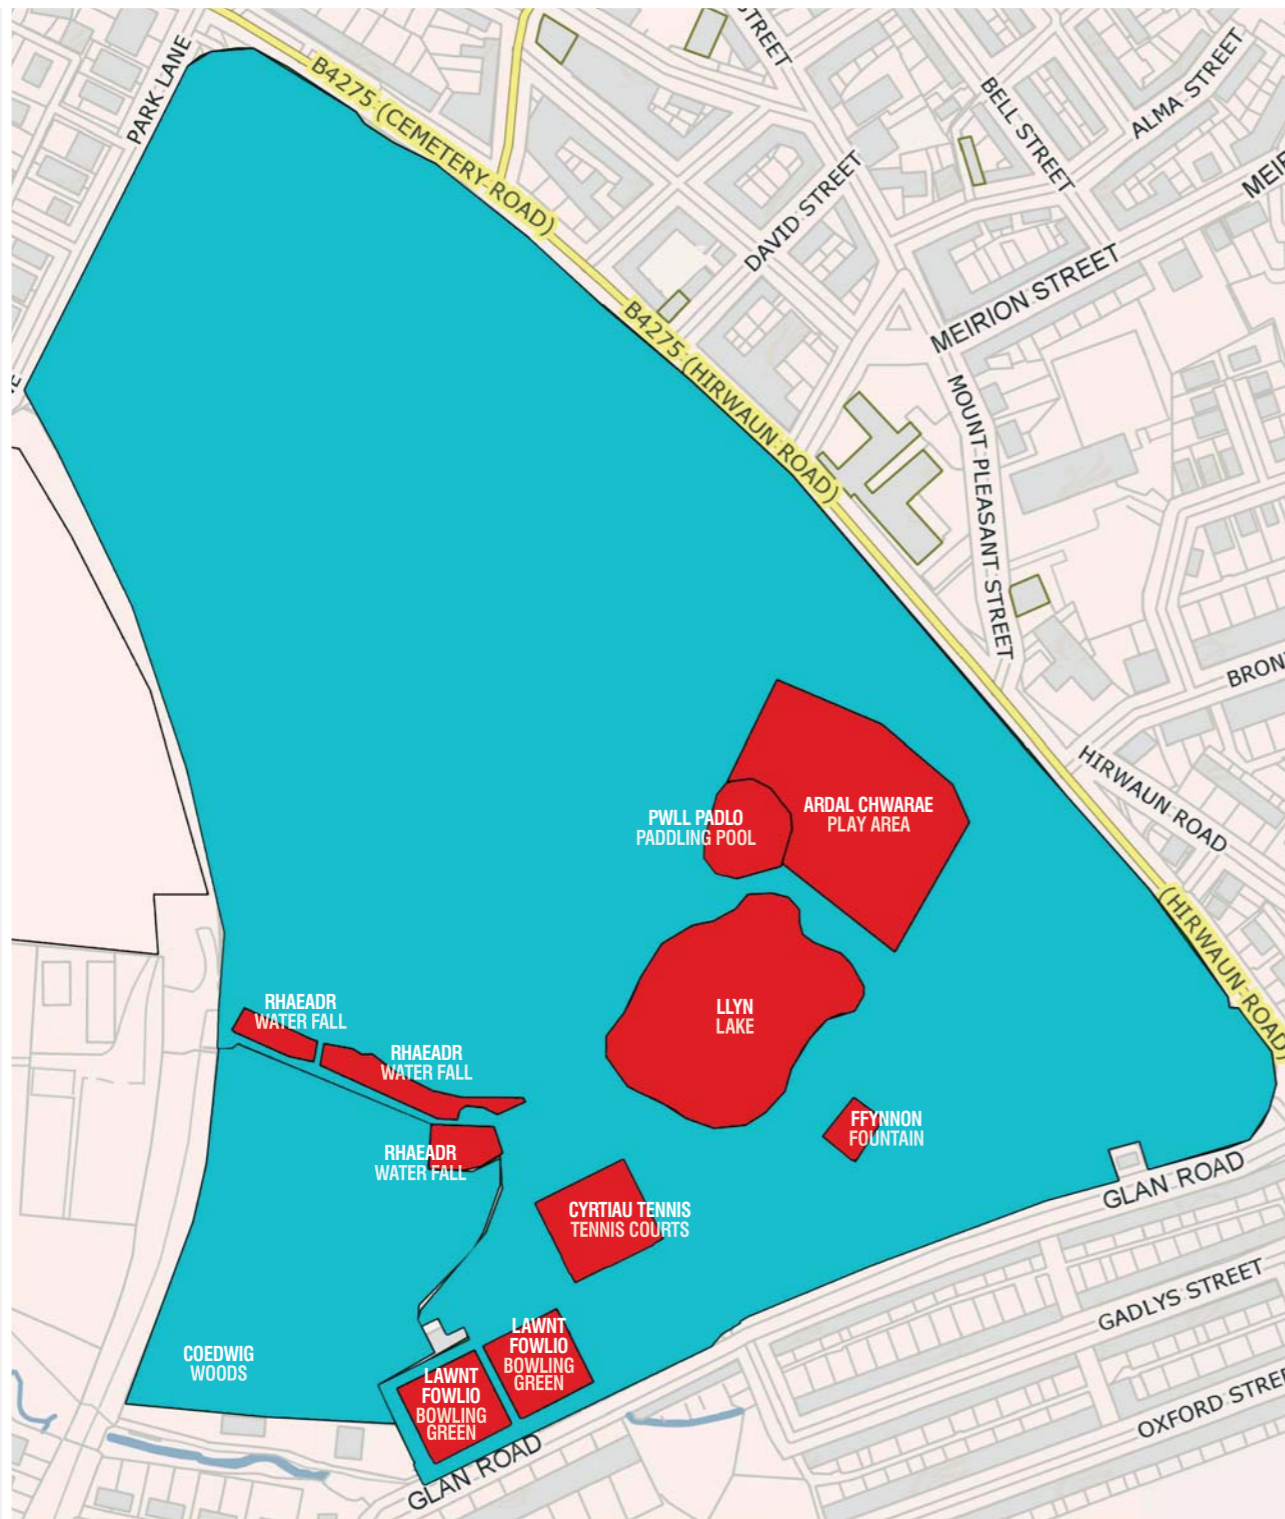 PARK LANE
B4275 (CEMETERY ROAD)
STREET
BELL STREET
ALMA STREET
DAVID STREET
MEIRION STREET
B4275 (HIRWAUN ROAD)
MOUNT PLEASANT STREET
HIRWAUN ROAD
(HIRWAUN ROAD)
ARDAL CHWARAE
PLAY AREA
PWLL PADLO
PADDLING POOL
LLYN
LAKE
RHAEADR
WATER FALL
RHAEADR
WATER FALL
RHAEADR
WATER FALL
FFYNNON
FOUNTAIN
CYRTIAU TENNIS
TENNIS COURTS
GLAN ROAD
GADLYS STREET
LAWNT
FOWLIO
BOWLING
GREEN
LAWNT
FOWLIO
BOWLING
GREEN
COEDWIG
WOODS
GLAN ROAD